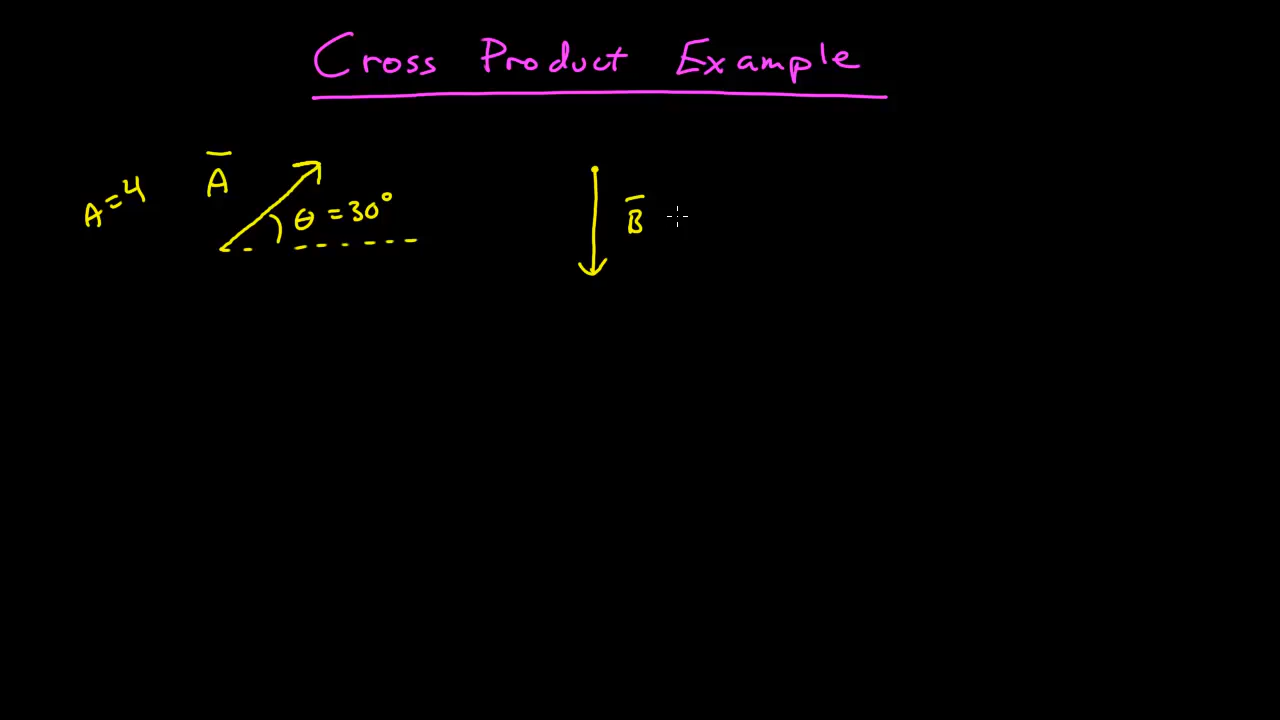 Cross Product Example
A=4 A̅ θ = 30° B̅